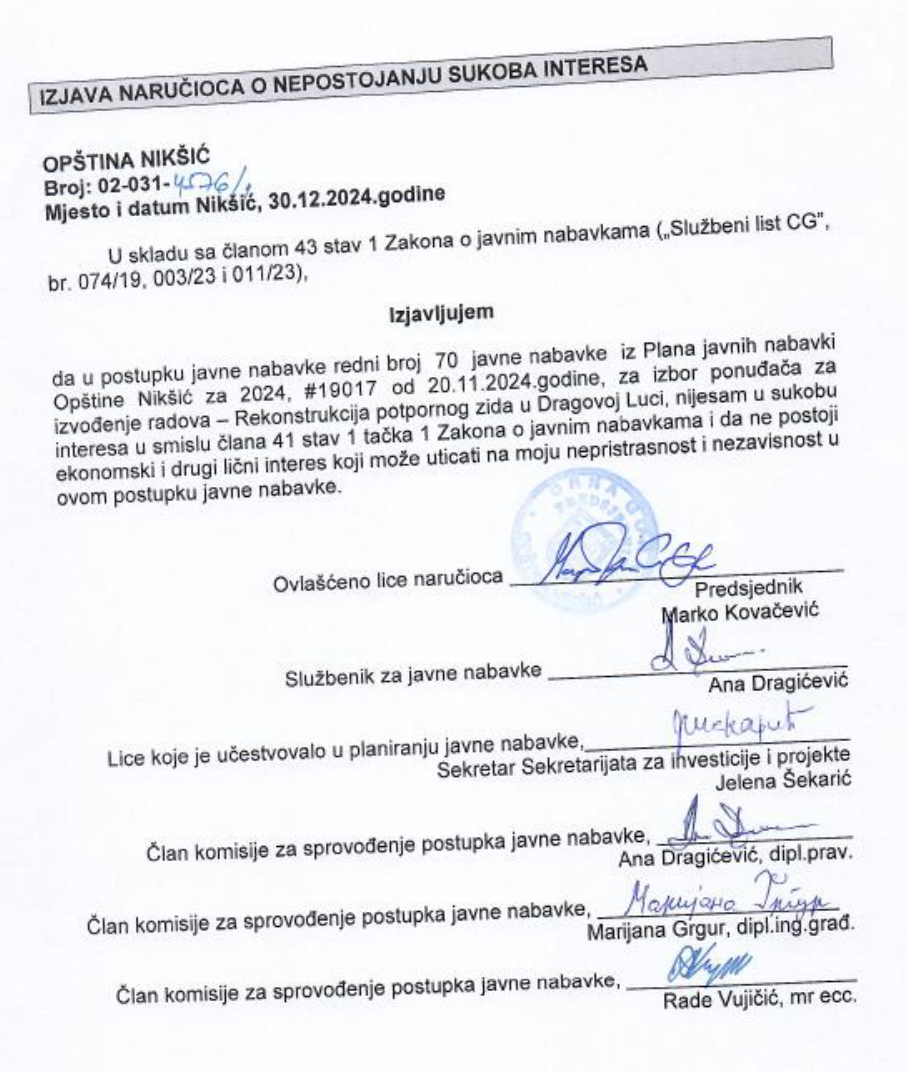 IZJAVA NARUČIOCA O NEPOSTOJANJU SUKOBA INTERESA
OPŠTINA NIKŠIĆ
Broj: 02-031-4576/1
Mjesto i datum Nikšić, 30.12.2024.godine
U skladu sa članom 43 stav 1 Zakona o javnim nabavkama („Službeni list CG",
br. 074/19, 003/23 i 011/23),
Izjavljujem
da u postupku javne nabavke redni broj 70 javne nabavke iz Plana javnih nabavki
Opštine Nikšić za 2024, #19017 od 20.11.2024.godine, za izbor ponuđača za
izvođenje radova – Rekonstrukcija potpornog zida u Dragovoj Luci, nijesam u sukobu
interesa u smislu člana 41 stav 1 tačka 1 Zakona o javnim nabavkama i da ne postoji
ekonomski i drugi lični interes koji može uticati na moju nepristrasnost i nezavisnost u
ovom postupku javne nabavke.
CRNA GORA
Ovlašćeno lice naručioca
Predsjednik
Marko Kovačević
Službenik za javne nabavke
Ana Dragićević
Lice koje je učestvovalo u planiranju javne nabavke,
Sekretar Sekretarijata za investicije i projekte
Jelena Šekarić
Član komisije za sprovođenje postupka javne nabavke,
Ana Dragićević, dipl.prav.
Član komisije za sprovođenje postupka javne nabavke, Маријана Гргур
Marijana Grgur, dipl.ing.građ.
Član komisije za sprovođenje postupka javne nabavke,
Rade Vujičić, mr ecc.